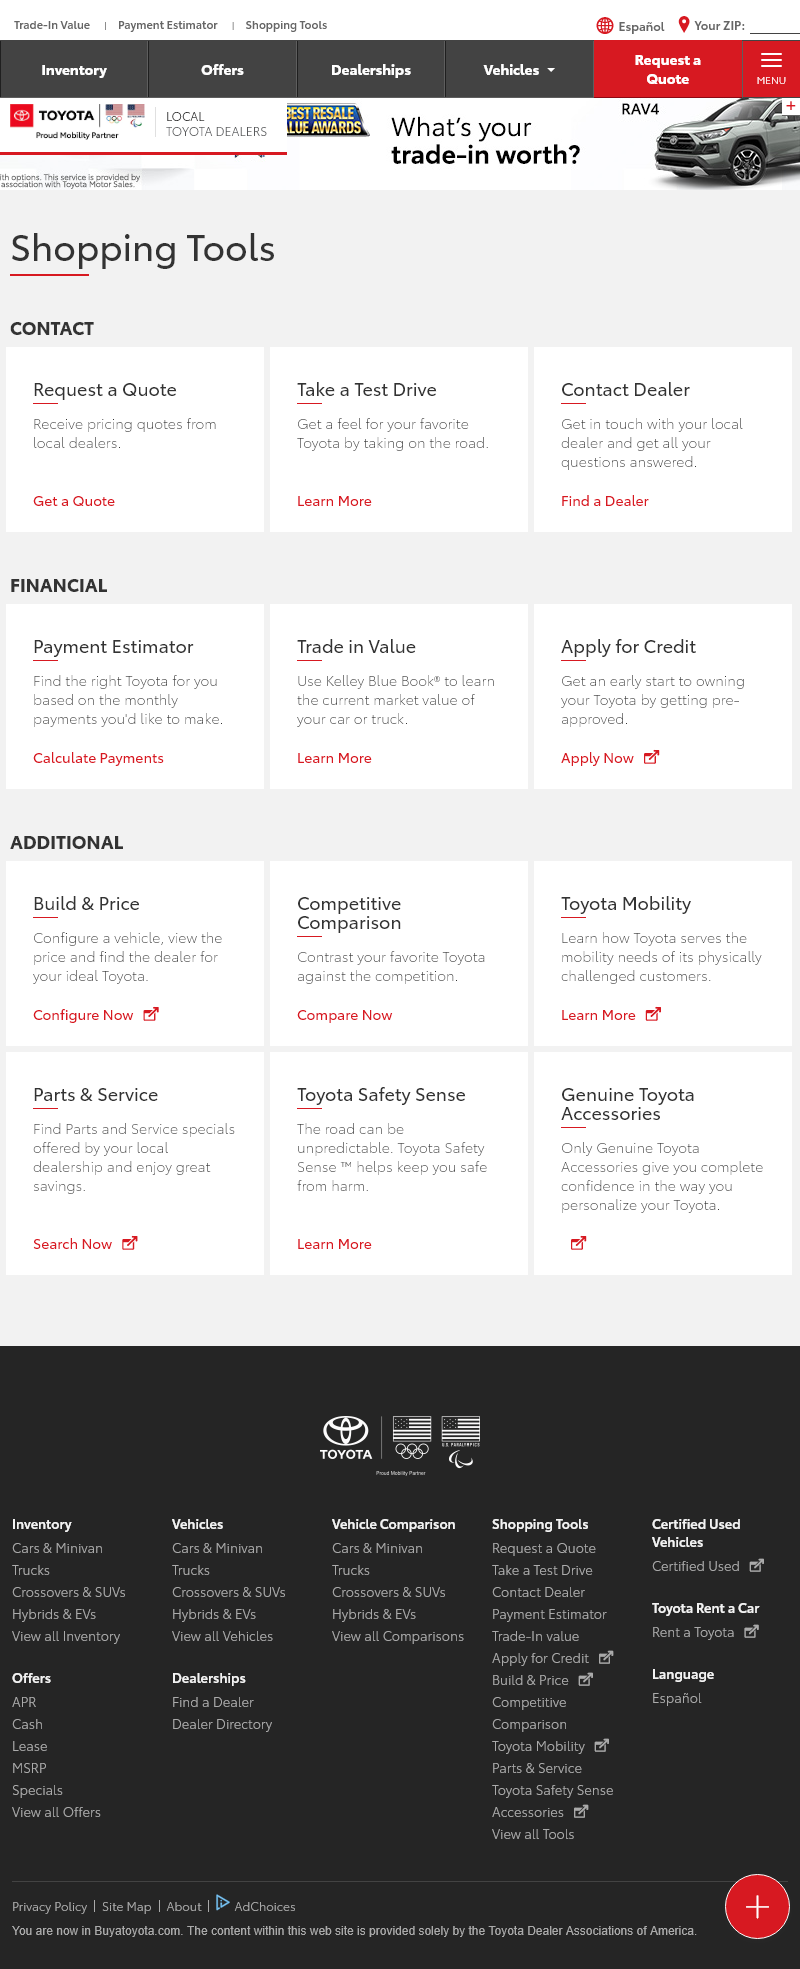 Trade-In Value | Payment Estimator | Shopping Tools
Español Your ZIP:
Inventory Offers Dealerships Vehicles Request a Quote MENU
TOYOTA LOCAL TOYOTA DEALERS
Proud Mobility Partner
BEST RESALE
VALUE AWARDS
What's your
trade-in worth?
RAV4
ith options. This service is provided by
association with Toyota Motor Sales.
Shopping Tools
CONTACT
Request a Quote
Receive pricing quotes from
local dealers.
Get a Quote
Take a Test Drive
Get a feel for your favorite
Toyota by taking on the road.
Learn More
Contact Dealer
Get in touch with your local
dealer and get all your
questions answered.
Find a Dealer
FINANCIAL
Payment Estimator
Find the right Toyota for you
based on the monthly
payments you'd like to make.
Calculate Payments
Trade in Value
Use Kelley Blue Book® to learn
the current market value of
your car or truck.
Learn More
Apply for Credit
Get an early start to owning
your Toyota by getting pre-
approved.
Apply Now
ADDITIONAL
Build & Price
Configure a vehicle, view the
price and find the dealer for
your ideal Toyota.
Configure Now
Competitive
Comparison
Contrast your favorite Toyota
against the competition.
Compare Now
Toyota Mobility
Learn how Toyota serves the
mobility needs of its physically
challenged customers.
Learn More
Parts & Service
Find Parts and Service specials
offered by your local
dealership and enjoy great
savings.
Search Now
Toyota Safety Sense
The road can be
unpredictable. Toyota Safety
Sense ™ helps keep you safe
from harm.
Learn More
Genuine Toyota
Accessories
Only Genuine Toyota
Accessories give you complete
confidence in the way you
personalize your Toyota.
TOYOTA
U.S. PARALYMPICS
Proud Mobility Partner
Inventory
Cars & Minivan
Trucks
Crossovers & SUVs
Hybrids & EVs
View all Inventory
Offers
APR
Cash
Lease
MSRP
Specials
View all Offers
Vehicles
Cars & Minivan
Trucks
Crossovers & SUVs
Hybrids & EVs
View all Vehicles
Dealerships
Find a Dealer
Dealer Directory
Vehicle Comparison
Cars & Minivan
Trucks
Crossovers & SUVs
Hybrids & EVs
View all Comparisons
Shopping Tools
Request a Quote
Take a Test Drive
Contact Dealer
Payment Estimator
Trade-In value
Apply for Credit
Build & Price
Competitive
Comparison
Toyota Mobility
Parts & Service
Toyota Safety Sense
Accessories
View all Tools
Certified Used
Vehicles
Certified Used
Toyota Rent a Car
Rent a Toyota
Language
Español
Privacy Policy | Site Map | About | AdChoices
You are now in Buyatoyota.com. The content within this web site is provided solely by the Toyota Dealer Associations of America.